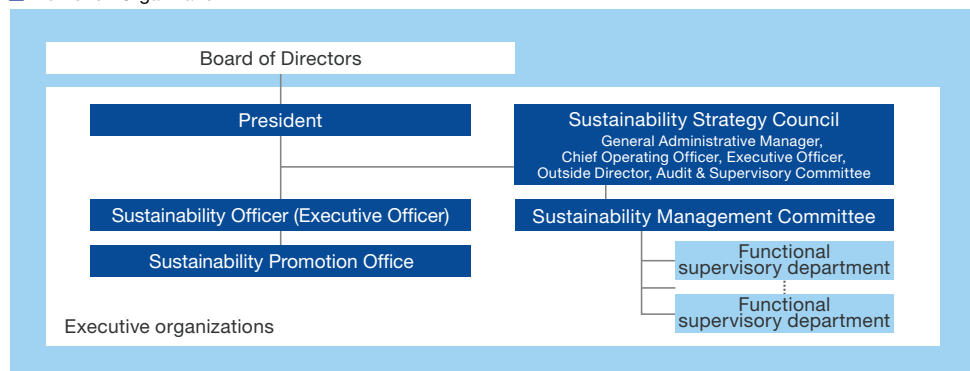 Board of Directors
President
Sustainability Strategy Council
General Administrative Manager,
Chief Operating Officer, Executive Officer,
Outside Director, Audit & Supervisory Committee
Sustainability Officer (Executive Officer)
Sustainability Management Committee
Sustainability Promotion Office
Functional
supervisory department
Functional
supervisory department
Executive organizations